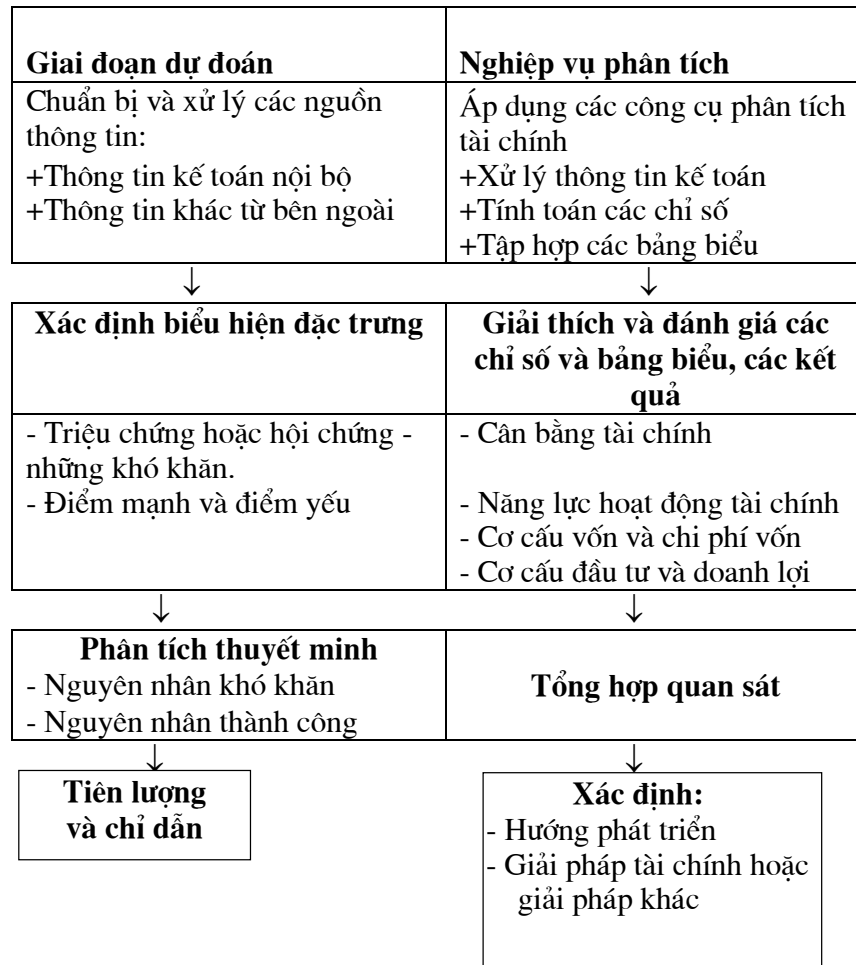 Giai đoạn dự đoán
Nghiệp vụ phân tích
Chuẩn bị và xử lý các nguồn
thông tin:
+Thông tin kế toán nội bộ
+Thông tin khác từ bên ngoài
Áp dụng các công cụ phân tích
tài chính
+Xử lý thông tin kế toán
+Tính toán các chỉ số
+Tập hợp các bảng biểu
↓
↓
Xác định biểu hiện đặc trưng
Giải thích và đánh giá các
chỉ số và bảng biểu, các kết
quả
- Triệu chứng hoặc hội chứng -
những khó khăn.
- Điểm mạnh và điểm yếu
- Cân bằng tài chính
- Năng lực hoạt động tài chính
- Cơ cấu vốn và chi phí vốn
- Cơ cấu đầu tư và doanh lợi
↓
↓
Phân tích thuyết minh
- Nguyên nhân khó khăn
- Nguyên nhân thành công
Tổng hợp quan sát
↓
↓
Tiên lượng
và chỉ dẫn
Xác định:
- Hướng phát triển
- Giải pháp tài chính hoặc
giải pháp khác